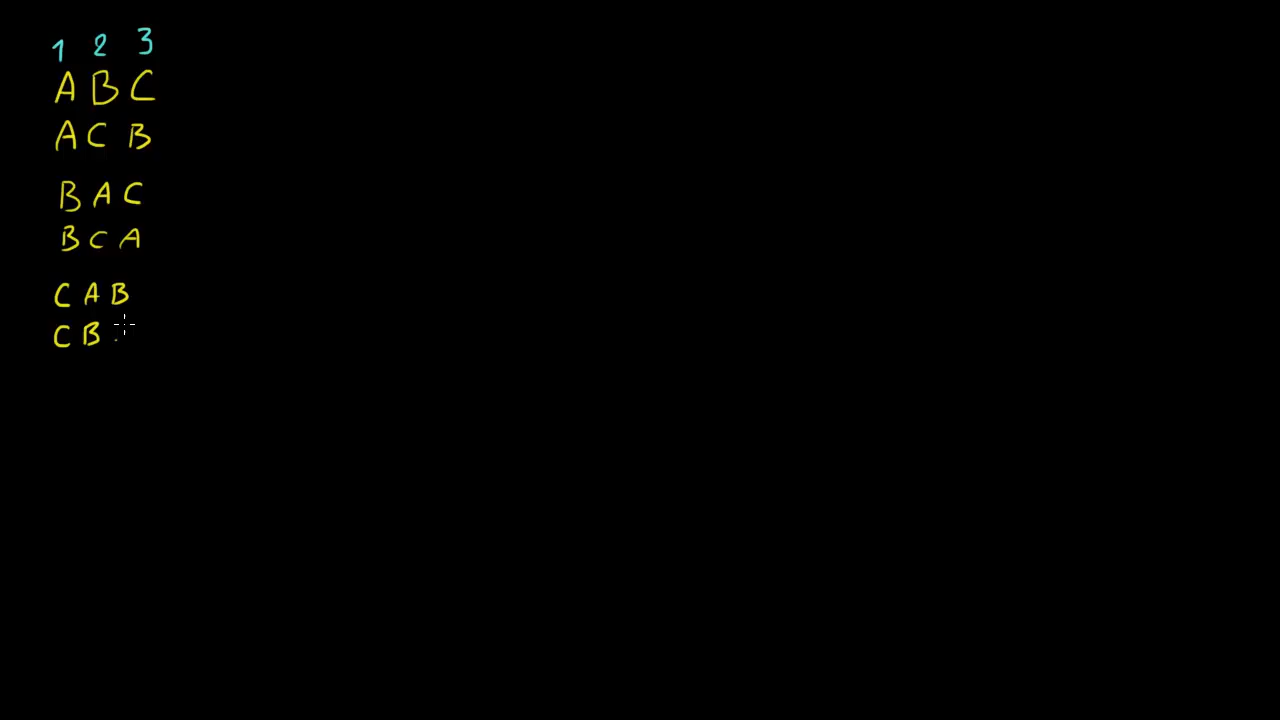 1 2 3
A B C
A C B
B A C
B C A
C A B
C B